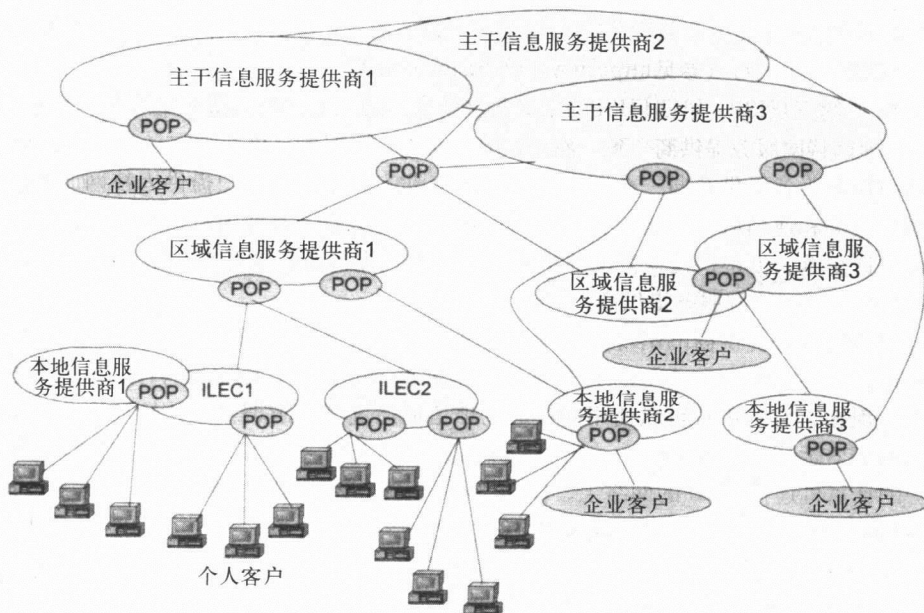 主干信息服务提供商2
主干信息服务提供商1
主干信息服务提供商3
POP
POP
POP
POP
企业客户
区域信息服务提供商1
区域信息服
务提供商3
POP
POP
区域信息服
务提供商2
POP
企业客户
本地信息服
务提供商1
POP
ILEC1
POP
ILEC2
POP
POP
本地信息服
务提供商2
POP
本地信息服
务提供商3
POP
企业客户
企业客户
个人客户